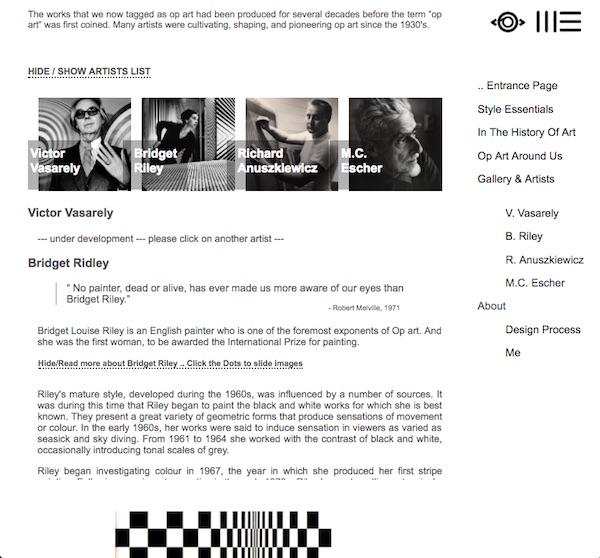 The works that we now tagged as op art had been produced for several decades before the term "op
art" was first coined. Many artists were cultivating, shaping, and pioneering op art since the 1930's.
HIDE / SHOW ARTISTS LIST
Victor
Vasarely
Bridget
Riley
Richard
Anuszkiewicz
M.C.
Escher
Victor Vasarely
--- under development --- please click on another artist ---
Bridget Ridley
" No painter, dead or alive, has ever made us more aware of our eyes than
Bridget Riley."
- Robert Melville, 1971
Bridget Louise Riley is an English painter who is one of the foremost exponents of Op art. And
she was the first woman, to be awarded the International Prize for painting.
Hide/Read more about Bridget Riley .. Click the Dots to slide images
Riley's mature style, developed during the 1960s, was influenced by a number of sources. It
was during this time that Riley began to paint the black and white works for which she is best
known. They present a great variety of geometric forms that produce sensations of movement
or colour. In the early 1960s, her works were said to induce sensation in viewers as varied as
seasick and sky diving. From 1961 to 1964 she worked with the contrast of black and white,
occasionally introducing tonal scales of grey.
Riley began investigating colour in 1967, the year in which she produced her first stripe
.. Entrance Page
Style Essentials
In The History Of Art
Op Art Around Us
Gallery & Artists
V. Vasarely
B. Riley
R. Anuszkiewicz
M.C. Escher
About
Design Process
Me